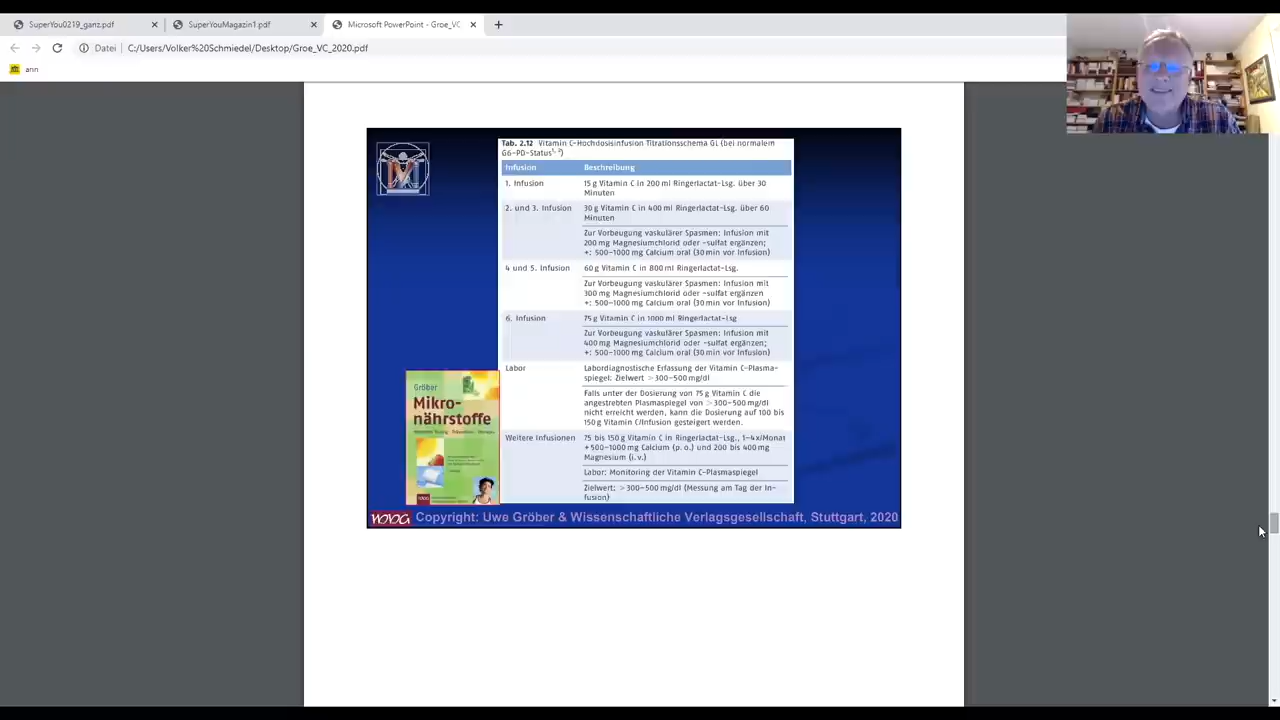 SuperYou0219_ganz.pdf
SuperYouMagazin1.pdf
Microsoft PowerPoint - Groe_VC
Datei
C:/Users/Volker%20Schmiedel/Desktop/Groe_VC_2020.pdf
ann
Tab. 2.12 Vitamin C-Hochdosisinfusion Titrationsschema GL (bei normalem
G6-PD-Status¹, ²)
Infusion Beschreibung
1. Infusion 15 g Vitamin C in 200 ml Ringerlactat-Lsg. über 30
Minuten
2. und 3. Infusion 30 g Vitamin C in 400 ml Ringerlactat-Lsg. über 60
Minuten
Zur Vorbeugung vaskulärer Spasmen: Infusion mit
200 mg Magnesiumchlorid oder -sulfat ergänzen;
+: 500–1000 mg Calcium oral (30 min vor Infusion)
4 und 5. Infusion 60 g Vitamin C in 800 ml Ringerlactat-Lsg.
Zur Vorbeugung vaskulärer Spasmen: Infusion mit
300 mg Magnesiumchlorid oder -sulfat ergänzen
+: 500–1000 mg Calcium oral (30 min vor Infusion)
6. Infusion 75 g Vitamin C in 1000 ml Ringerlactat-Lsg
Zur Vorbeugung vaskulärer Spasmen: Infusion mit
400 mg Magnesiumchlorid oder -sulfat ergänzen;
+: 500–1000 mg Calcium oral (30 min vor Infusion)
Labor Labordiagnostische Erfassung der Vitamin C-Plasma-
spiegel: Zielwert > 300–500 mg/dl
Falls unter der Dosierung von 75 g Vitamin C die
angestrebten Plasmaspiegel von > 300–500 mg/dl
nicht erreicht werden, kann die Dosierung auf 100 bis
150 g Vitamin C/Infusion gesteigert werden.
Weitere Infusionen 75 bis 150 g Vitamin C in Ringerlactat-Lsg., 1–4x/Monat
+ 500–1000 mg Calcium (p. o.) und 200 bis 400 mg
Magnesium (i. v.)
Labor: Monitoring der Vitamin C-Plasmaspiegel
Zielwert: > 300–500 mg/dl (Messung am Tag der In-
fusion)
Gröber
Mikro-
nährstoffe
Copyright: Uwe Gröber & Wissenschaftliche Verlagsgesellschaft, Stuttgart, 2020